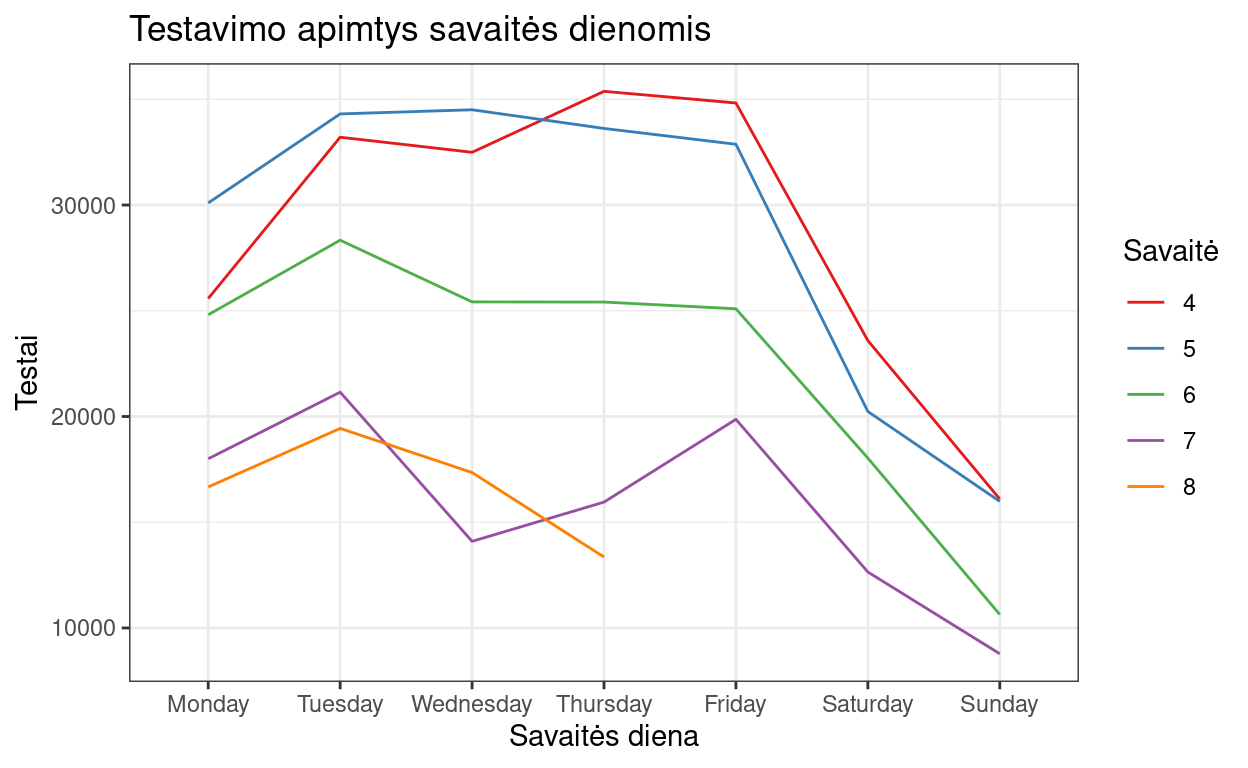 Testavimo apimtys savaitės dienomis
Testai
30000
20000
10000
Monday Tuesday Wednesday Thursday Friday Saturday Sunday
Savaitės diena
Savaitė
4
5
6
7
8